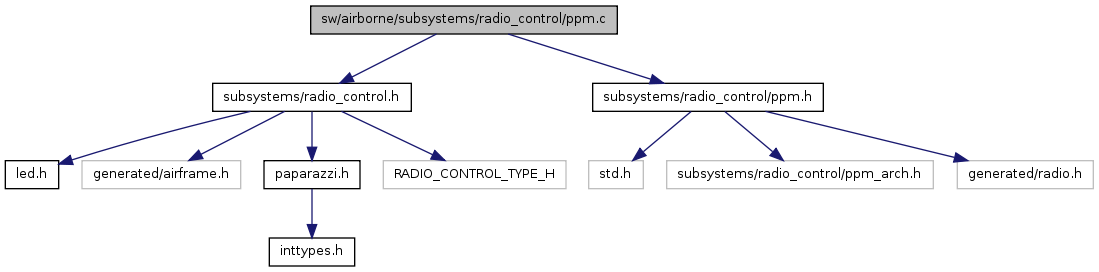 sw/airborne/subsystems/radio_control/ppm.c
subsystems/radio_control.h
subsystems/radio_control/ppm.h
led.h
generated/airframe.h
paparazzi.h
RADIO_CONTROL_TYPE_H
std.h
subsystems/radio_control/ppm_arch.h
generated/radio.h
inttypes.h